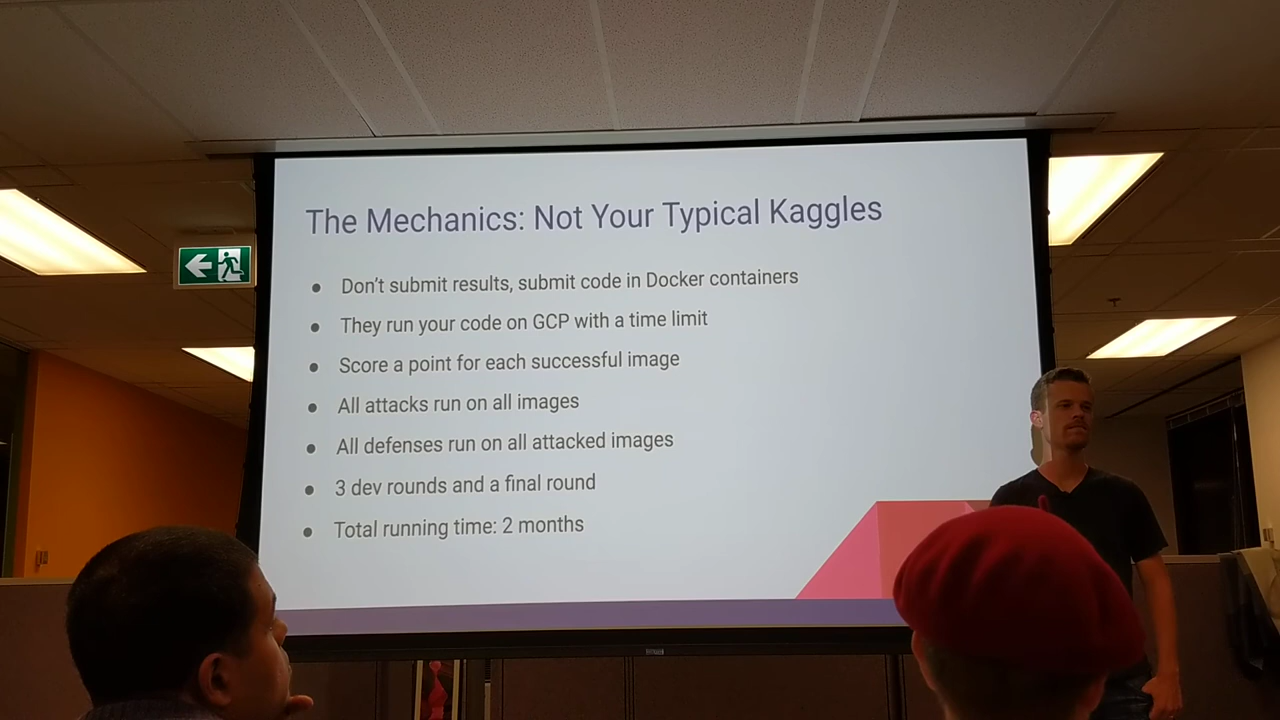 The Mechanics: Not Your Typical Kaggles
● Don't submit results, submit code in Docker containers
● They run your code on GCP with a time limit
● Score a point for each successful image
● All attacks run on all images
● All defenses run on all attacked images
● 3 dev rounds and a final round
● Total running time: 2 months